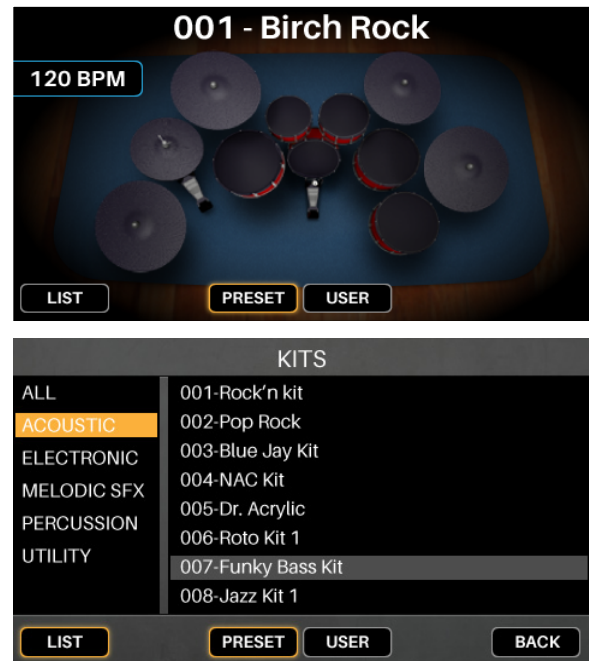 001 - Birch Rock
120 BPM
LIST
PRESET
USER
KITS
ALL
ACOUSTIC
ELECTRONIC
MELODIC SFX
PERCUSSION
UTILITY
001-Rock’n kit
002-Pop Rock
003-Blue Jay Kit
004-NAC Kit
005-Dr. Acrylic
006-Roto Kit 1
007-Funky Bass Kit
008-Jazz Kit 1
LIST
PRESET
USER
BACK